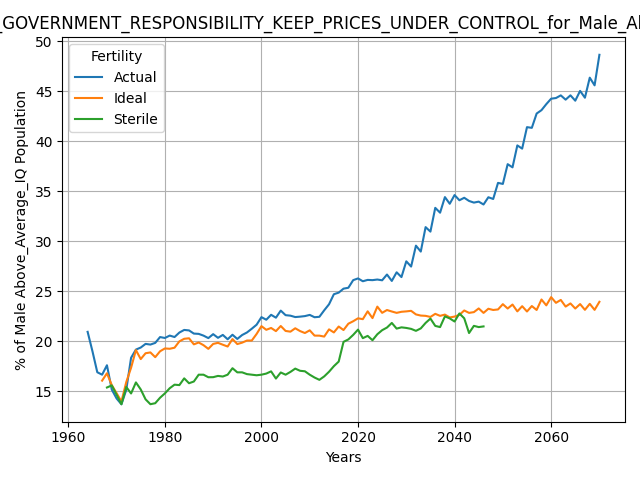 _GOVERNMENT_RESPONSIBILITY_KEEP_PRICES_UNDER_CONTROL_for_Male_A
Fertility
Actual
Ideal
Sterile
% of Male Above_Average_IQ Population
50
45
40
35
30
25
20
15
1960
1980
2000
2020
2040
2060
Years